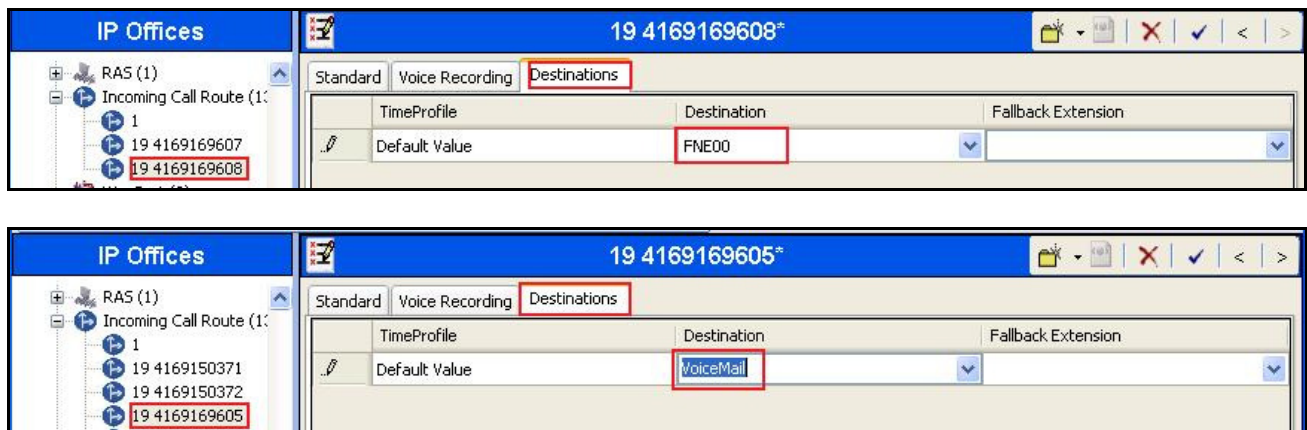 IP Offices
19 4169169608*
RAS (1)
Incoming Call Route (1
1
19 4169169607
19 4169169608
Standard Voice Recording Destinations
TimeProfile Destination Fallback Extension
Default Value FNE00
IP Offices
19 4169169605*
RAS (1)
Incoming Call Route (1
1
19 4169150371
19 4169150372
19 4169169605
Standard Voice Recording Destinations
TimeProfile Destination Fallback Extension
Default Value VoiceMail